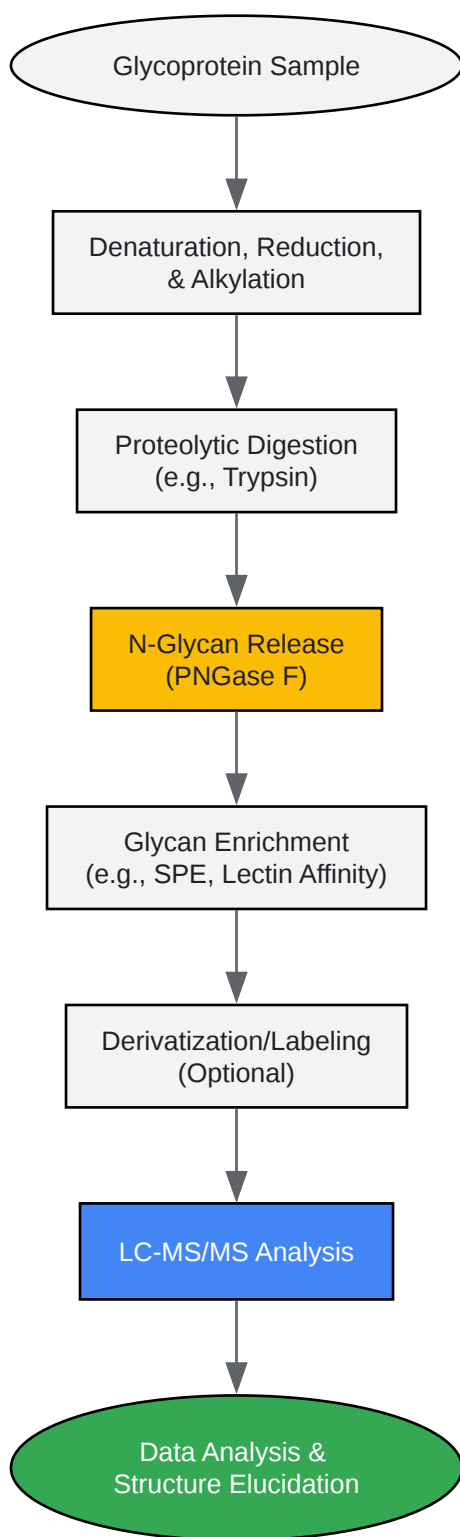 Glycoprotein Sample
Denaturation, Reduction,
& Alkylation
Proteolytic Digestion
(e.g., Trypsin)
N-Glycan Release
(PNGase F)
Glycan Enrichment
(e.g., SPE, Lectin Affinity)
Derivatization/Labeling
(Optional)
LC-MS/MS Analysis
Data Analysis &
Structure Elucidation